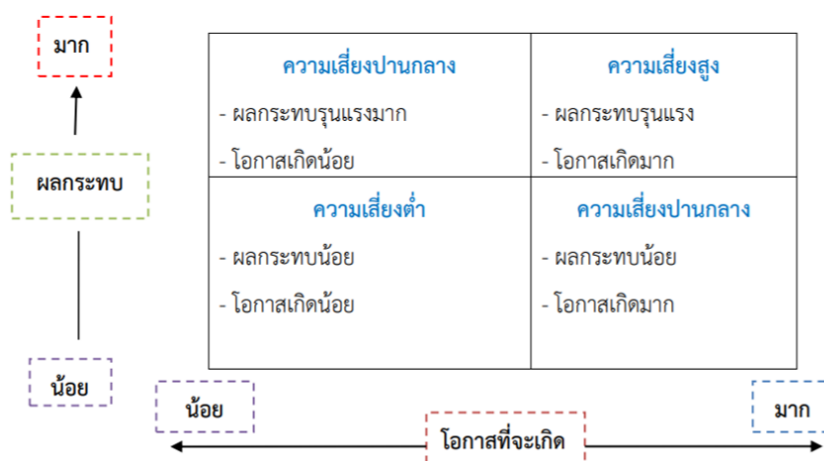 มาก
ความเสี่ยงปานกลาง
- ผลกระทบรุนแรงมาก
- โอกาสเกิดน้อย
ความเสี่ยงสูง
- ผลกระทบรุนแรง
- โอกาสเกิดมาก
ผลกระทบ
ความเสี่ยงต่ำ
- ผลกระทบน้อย
- โอกาสเกิดน้อย
ความเสี่ยงปานกลาง
- ผลกระทบน้อย
- โอกาสเกิดมาก
น้อย
น้อย
มาก
โอกาสที่จะเกิด